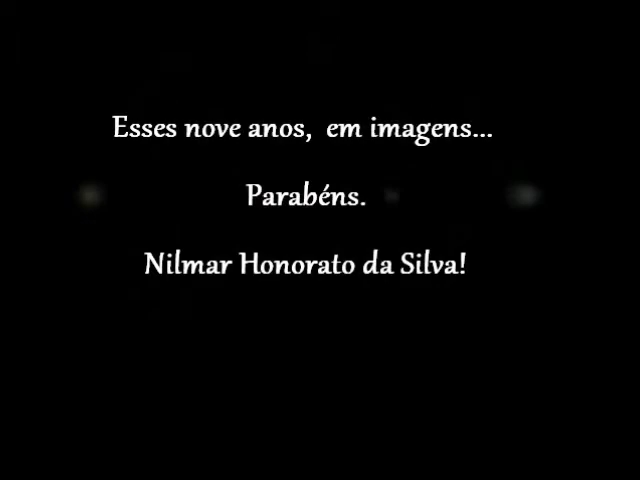 Esses nove anos,  em imagens...
Parabéns.
Nilmar Honorato da Silva!